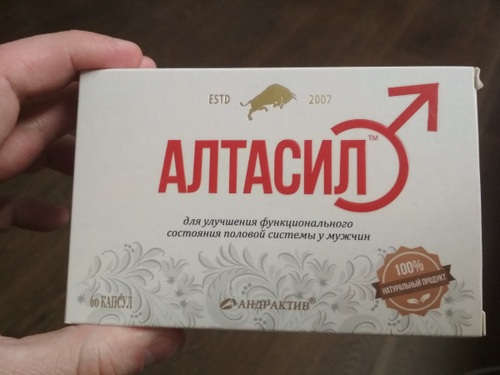 ESTD 2007
АЛТАСИЛ™
для улучшения функционального
состояния половой системы у мужчин
100%
НАТУРАЛЬНЫЙ ПРОДУКТ
60 КАПСУЛ
АНДРАКТИВ®